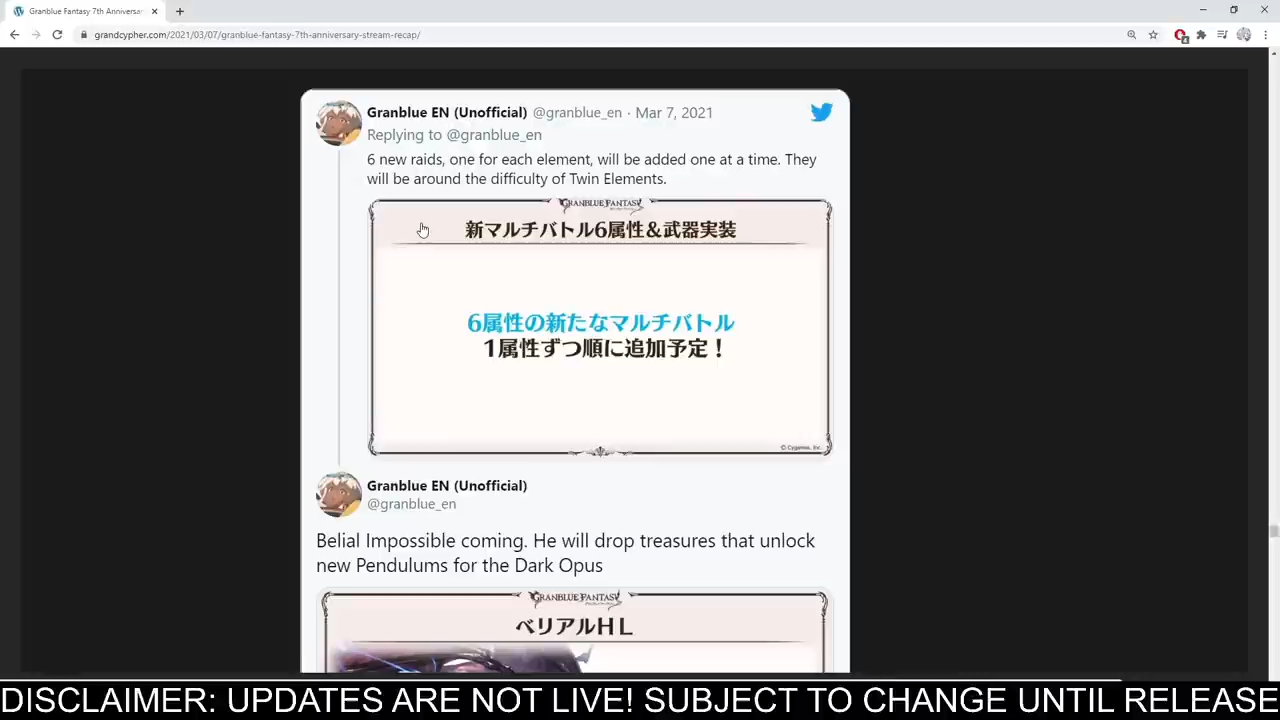 Granblue Fantasy 7th Anniversa
grandcypher.com/2021/03/07/granblue-fantasy-7th-anniversary-stream-recap/
Granblue EN (Unofficial) @granblue_en · Mar 7, 2021
Replying to @granblue_en
6 new raids, one for each element, will be added one at a time. They
will be around the difficulty of Twin Elements.
GRANBLUE FANTASY
新マルチバトル6属性&武器実装
6属性の新たなマルチバトル
1属性ずつ順に追加予定!
© Cygames, Inc.
Granblue EN (Unofficial)
@granblue_en
Belial Impossible coming. He will drop treasures that unlock
new Pendulums for the Dark Opus
GRANBLUE FANTASY
ベリアルHL
DISCLAIMER: UPDATES ARE NOT LIVE! SUBJECT TO CHANGE UNTIL RELEASE